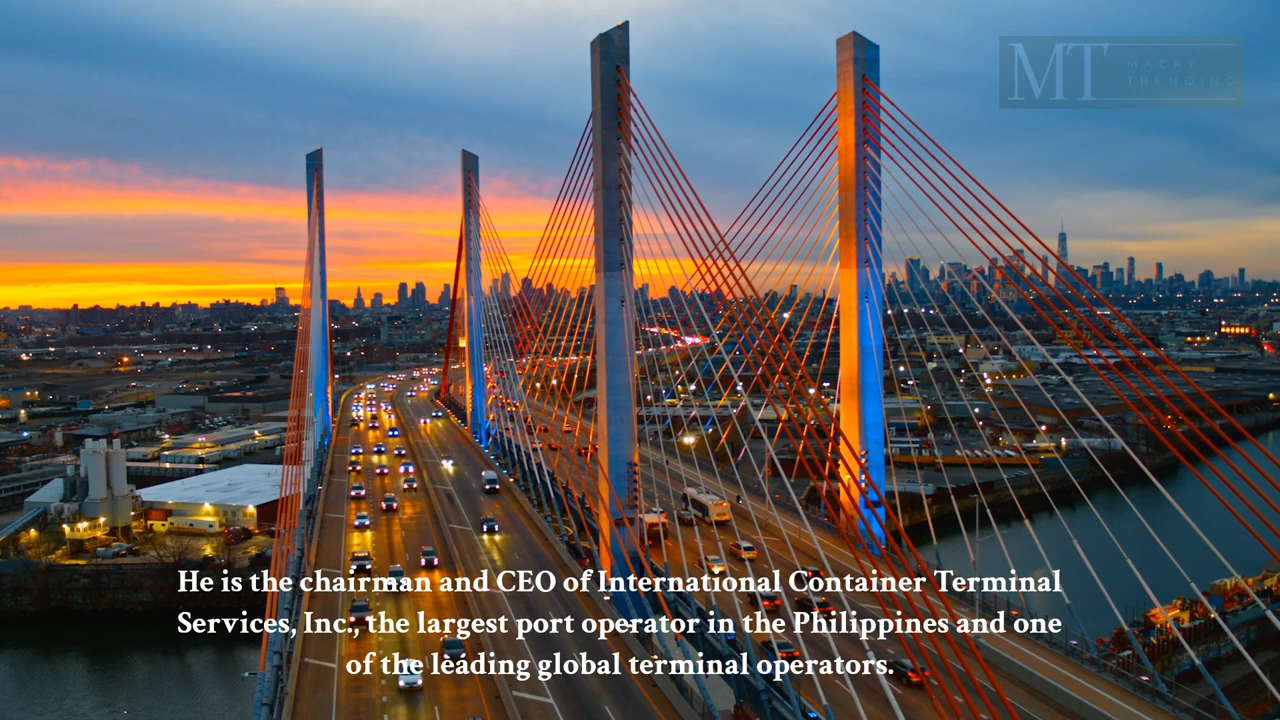 MT
MACKY
TRENDING
He is the chairman and CEO of International Container Terminal
Services, Inc., the largest port operator in the Philippines and one
of the leading global terminal operators.